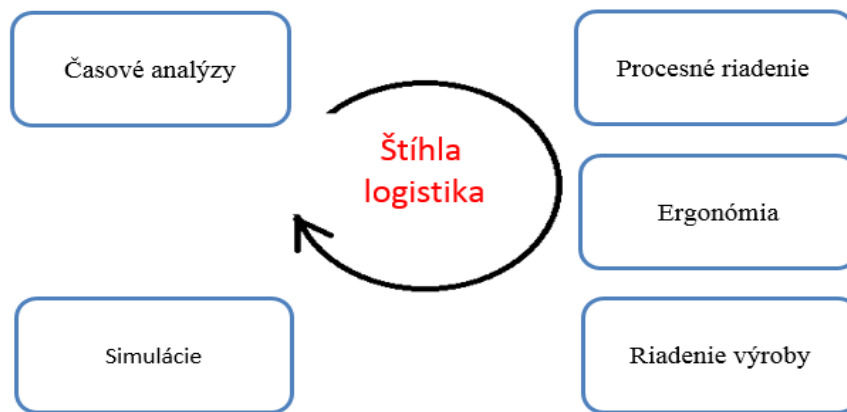 Časové analýzy
Procesné riadenie
Štíhla
logistika
Ergonómia
Simulácie
Riadenie výroby